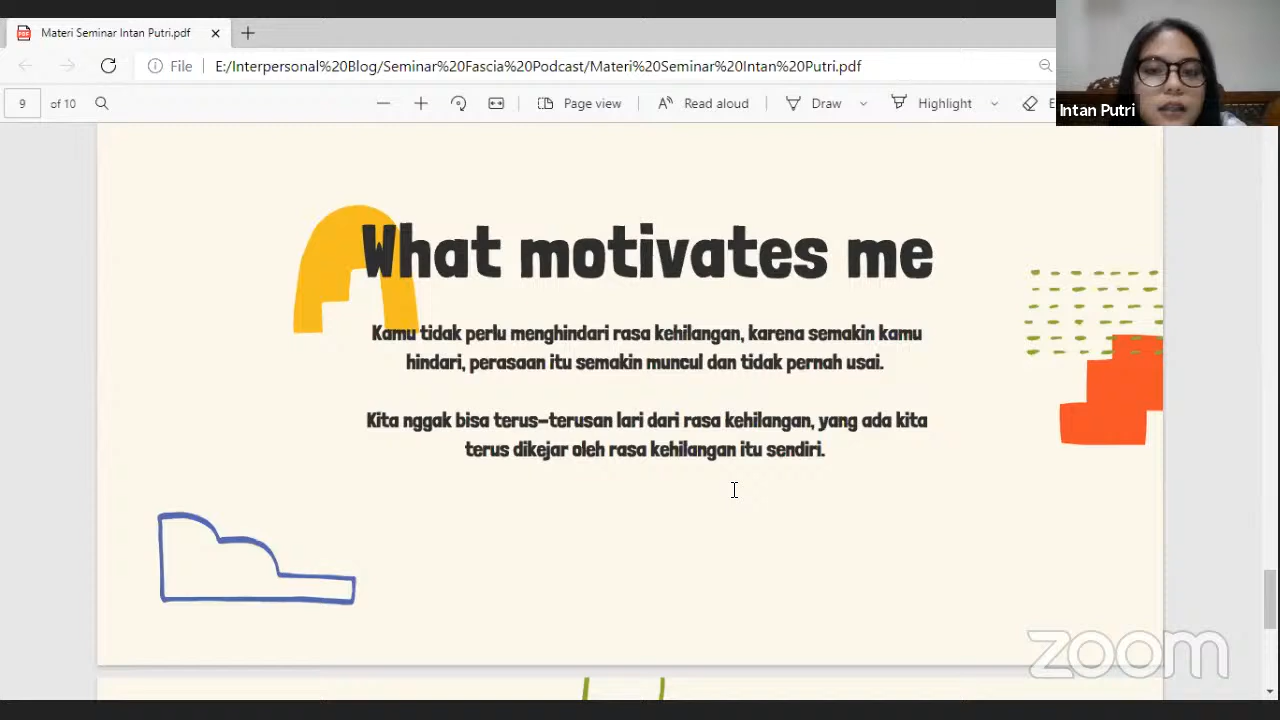 Materi Seminar Intan Putri.pdf
File
E:/Interpersonal%20Blog/Seminar%20Fascia%20Podcast/Materi%20Seminar%20Intan%20Putri.pdf
9 of 10
Page view
Read aloud
Draw
Highlight
Intan Putri
What motivates me
Kamu tidak perlu menghindari rasa kehilangan, karena semakin kamu
hindari, perasaan itu semakin muncul dan tidak pernah usai.
Kita nggak bisa terus-terusan lari dari rasa kehilangan, yang ada kita
terus dikejar oleh rasa kehilangan itu sendiri.
zoom